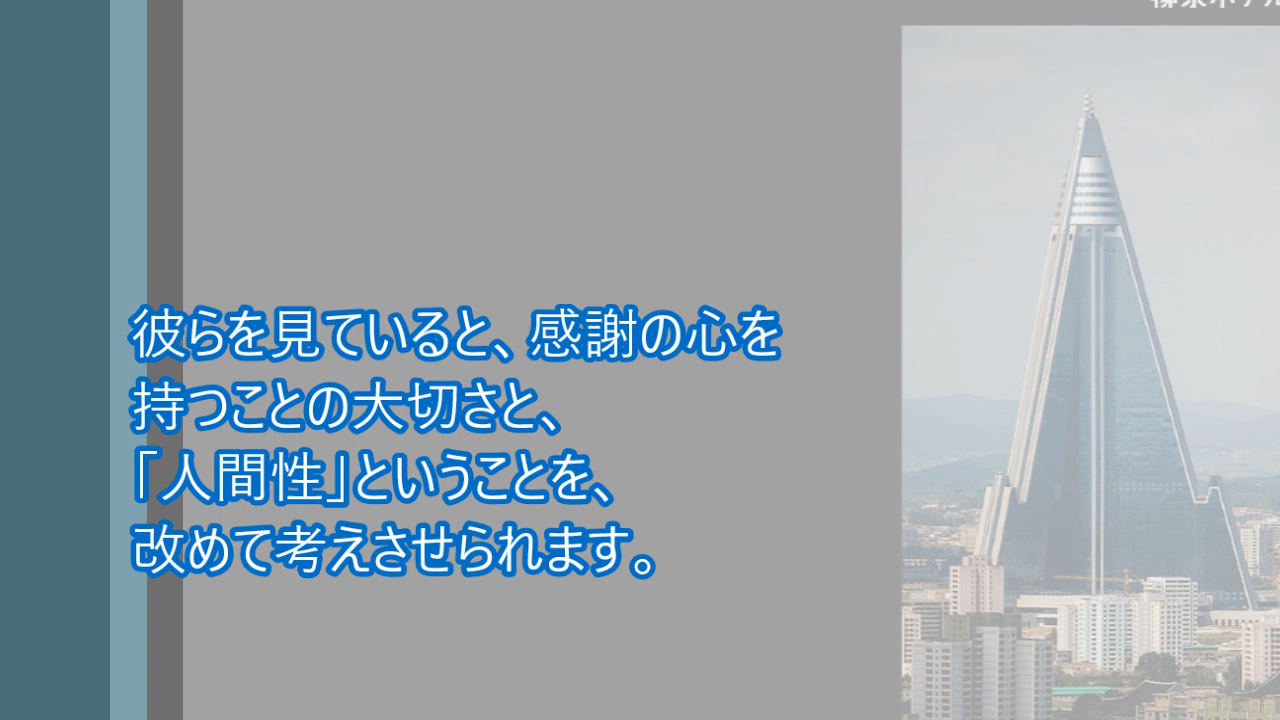 彼らを見ていると、感謝の心を
持つことの大切さと、
「人間性」ということを、
改めて考えさせられます。